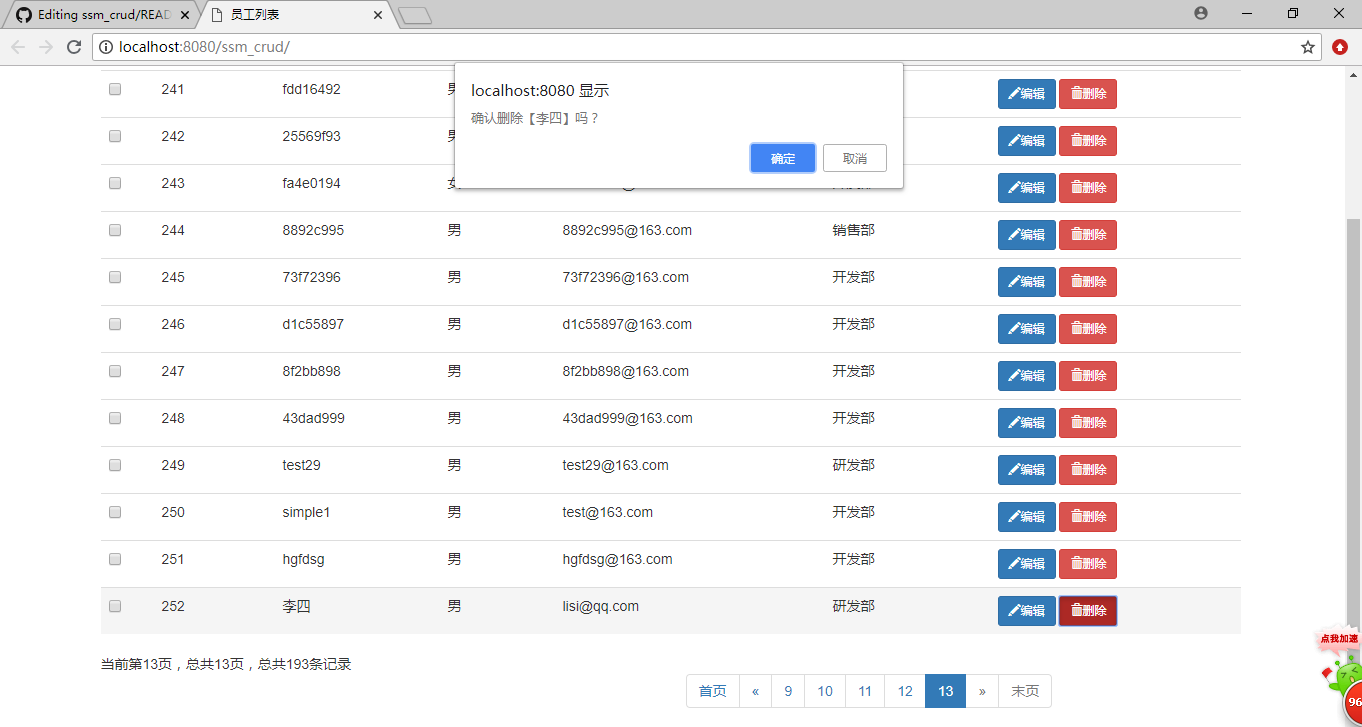 Editing ssm_crud/READ
员工列表
localhost:8080/ssm_crud/
localhost:8080 显示
确认删除【李四】吗？
确定 取消
241 fdd16492 男 编辑 删除
242 25569f93 男 编辑 删除
243 fa4e0194 女 编辑 删除
244 8892c995 男 8892c995@163.com 销售部 编辑 删除
245 73f72396 男 73f72396@163.com 开发部 编辑 删除
246 d1c55897 男 d1c55897@163.com 开发部 编辑 删除
247 8f2bb898 男 8f2bb898@163.com 开发部 编辑 删除
248 43dad999 男 43dad999@163.com 开发部 编辑 删除
249 test29 男 test29@163.com 研发部 编辑 删除
250 simple1 男 test@163.com 开发部 编辑 删除
251 hgfdsg 男 hgfdsg@163.com 开发部 编辑 删除
252 李四 男 lisi@qq.com 研发部 编辑 删除
点我加速
96
当前第13页，总共13页，总共193条记录
首页 « 9 10 11 12 13 » 末页